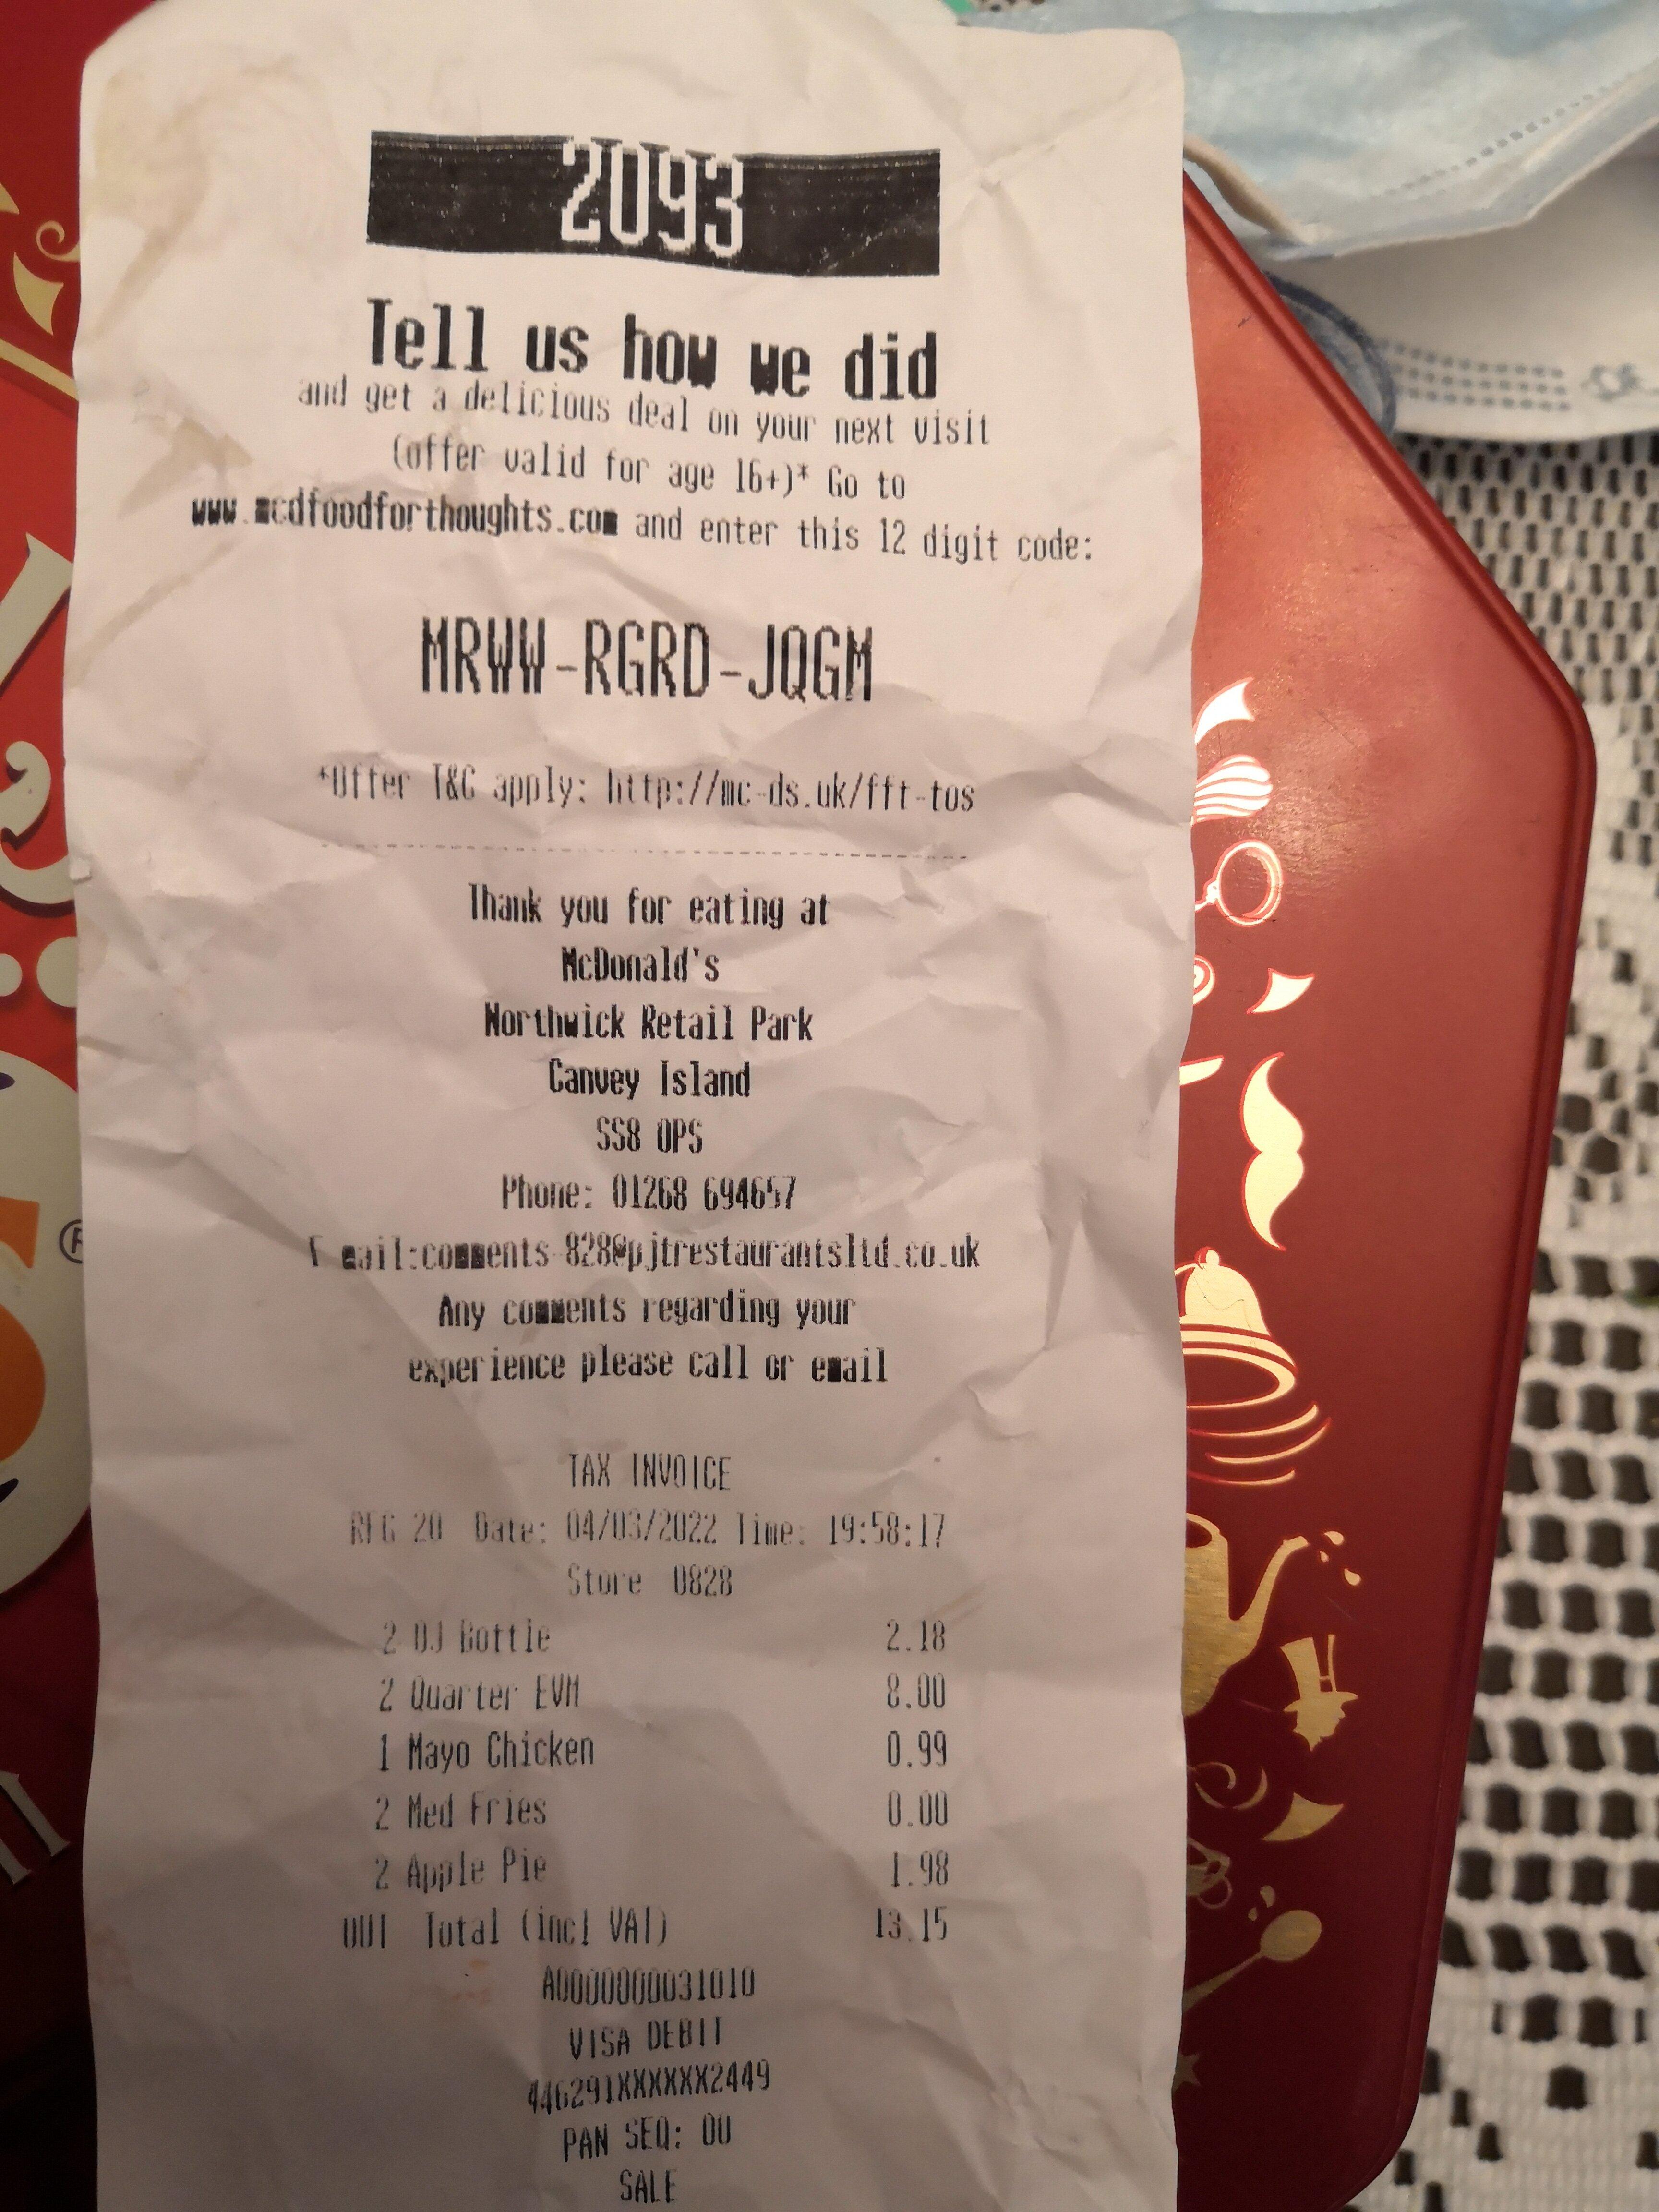 2093
Tell us how we did
and get a delicious deal on your next visit
(offer valid for age 16+)* Go to
www.mcdfoodforthoughts.com and enter this 12 digit code:
MRWW-RGRD-JQGM
*Offer T&C apply: http://mc-ds.uk/fft-tos
Thank you for eating at
McDonald's
Northwick Retail Park
Canvey Island
SS8 0PS
Phone: 01268 694657
E mail:comments-828@pjtrestaurantsltd.co.uk
Any comments regarding your
experience please call or email
TAX INVOICE
REG 20 Date: 04/03/2022 Time: 19:58:17
Store 0828
2 OJ Bottle 2.18
2 Quarter EVM 8.00
1 Mayo Chicken 0.99
2 Med Fries 0.00
2 Apple Pie 1.98
OUT Total (incl VAT) 13.15
A0000000031010
VISA DEBIT
446291XXXXXX2449
PAN SEQ: 00
SALE